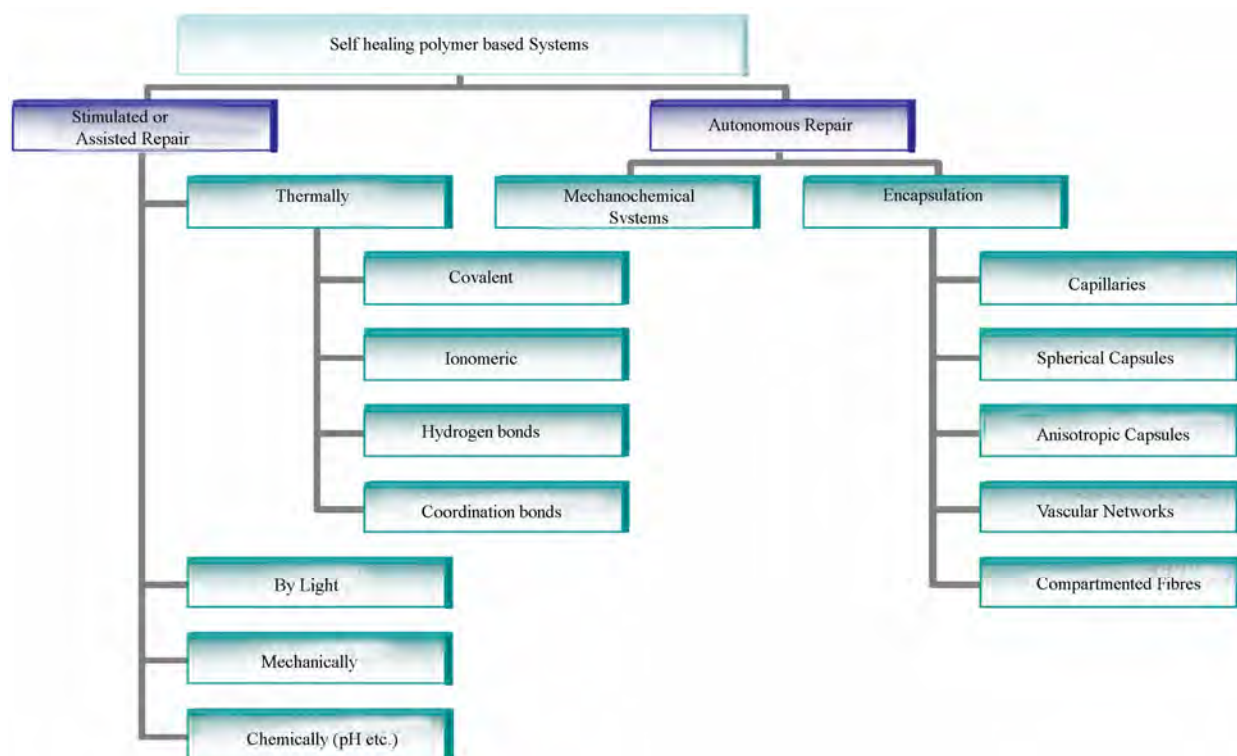 Self healing polymer based Systems
Stimulated or
Assisted Repair
Autonomous Repair
Thermally
Mechanochemical
Systems
Encapsulation
Covalent
Capillaries
Ionomeric
Spherical Capsules
Hydrogen bonds
Anisotropic Capsules
Coordination bonds
Vascular Networks
By Light
Compartmented Fibres
Mechanically
Chemically (pH etc.)